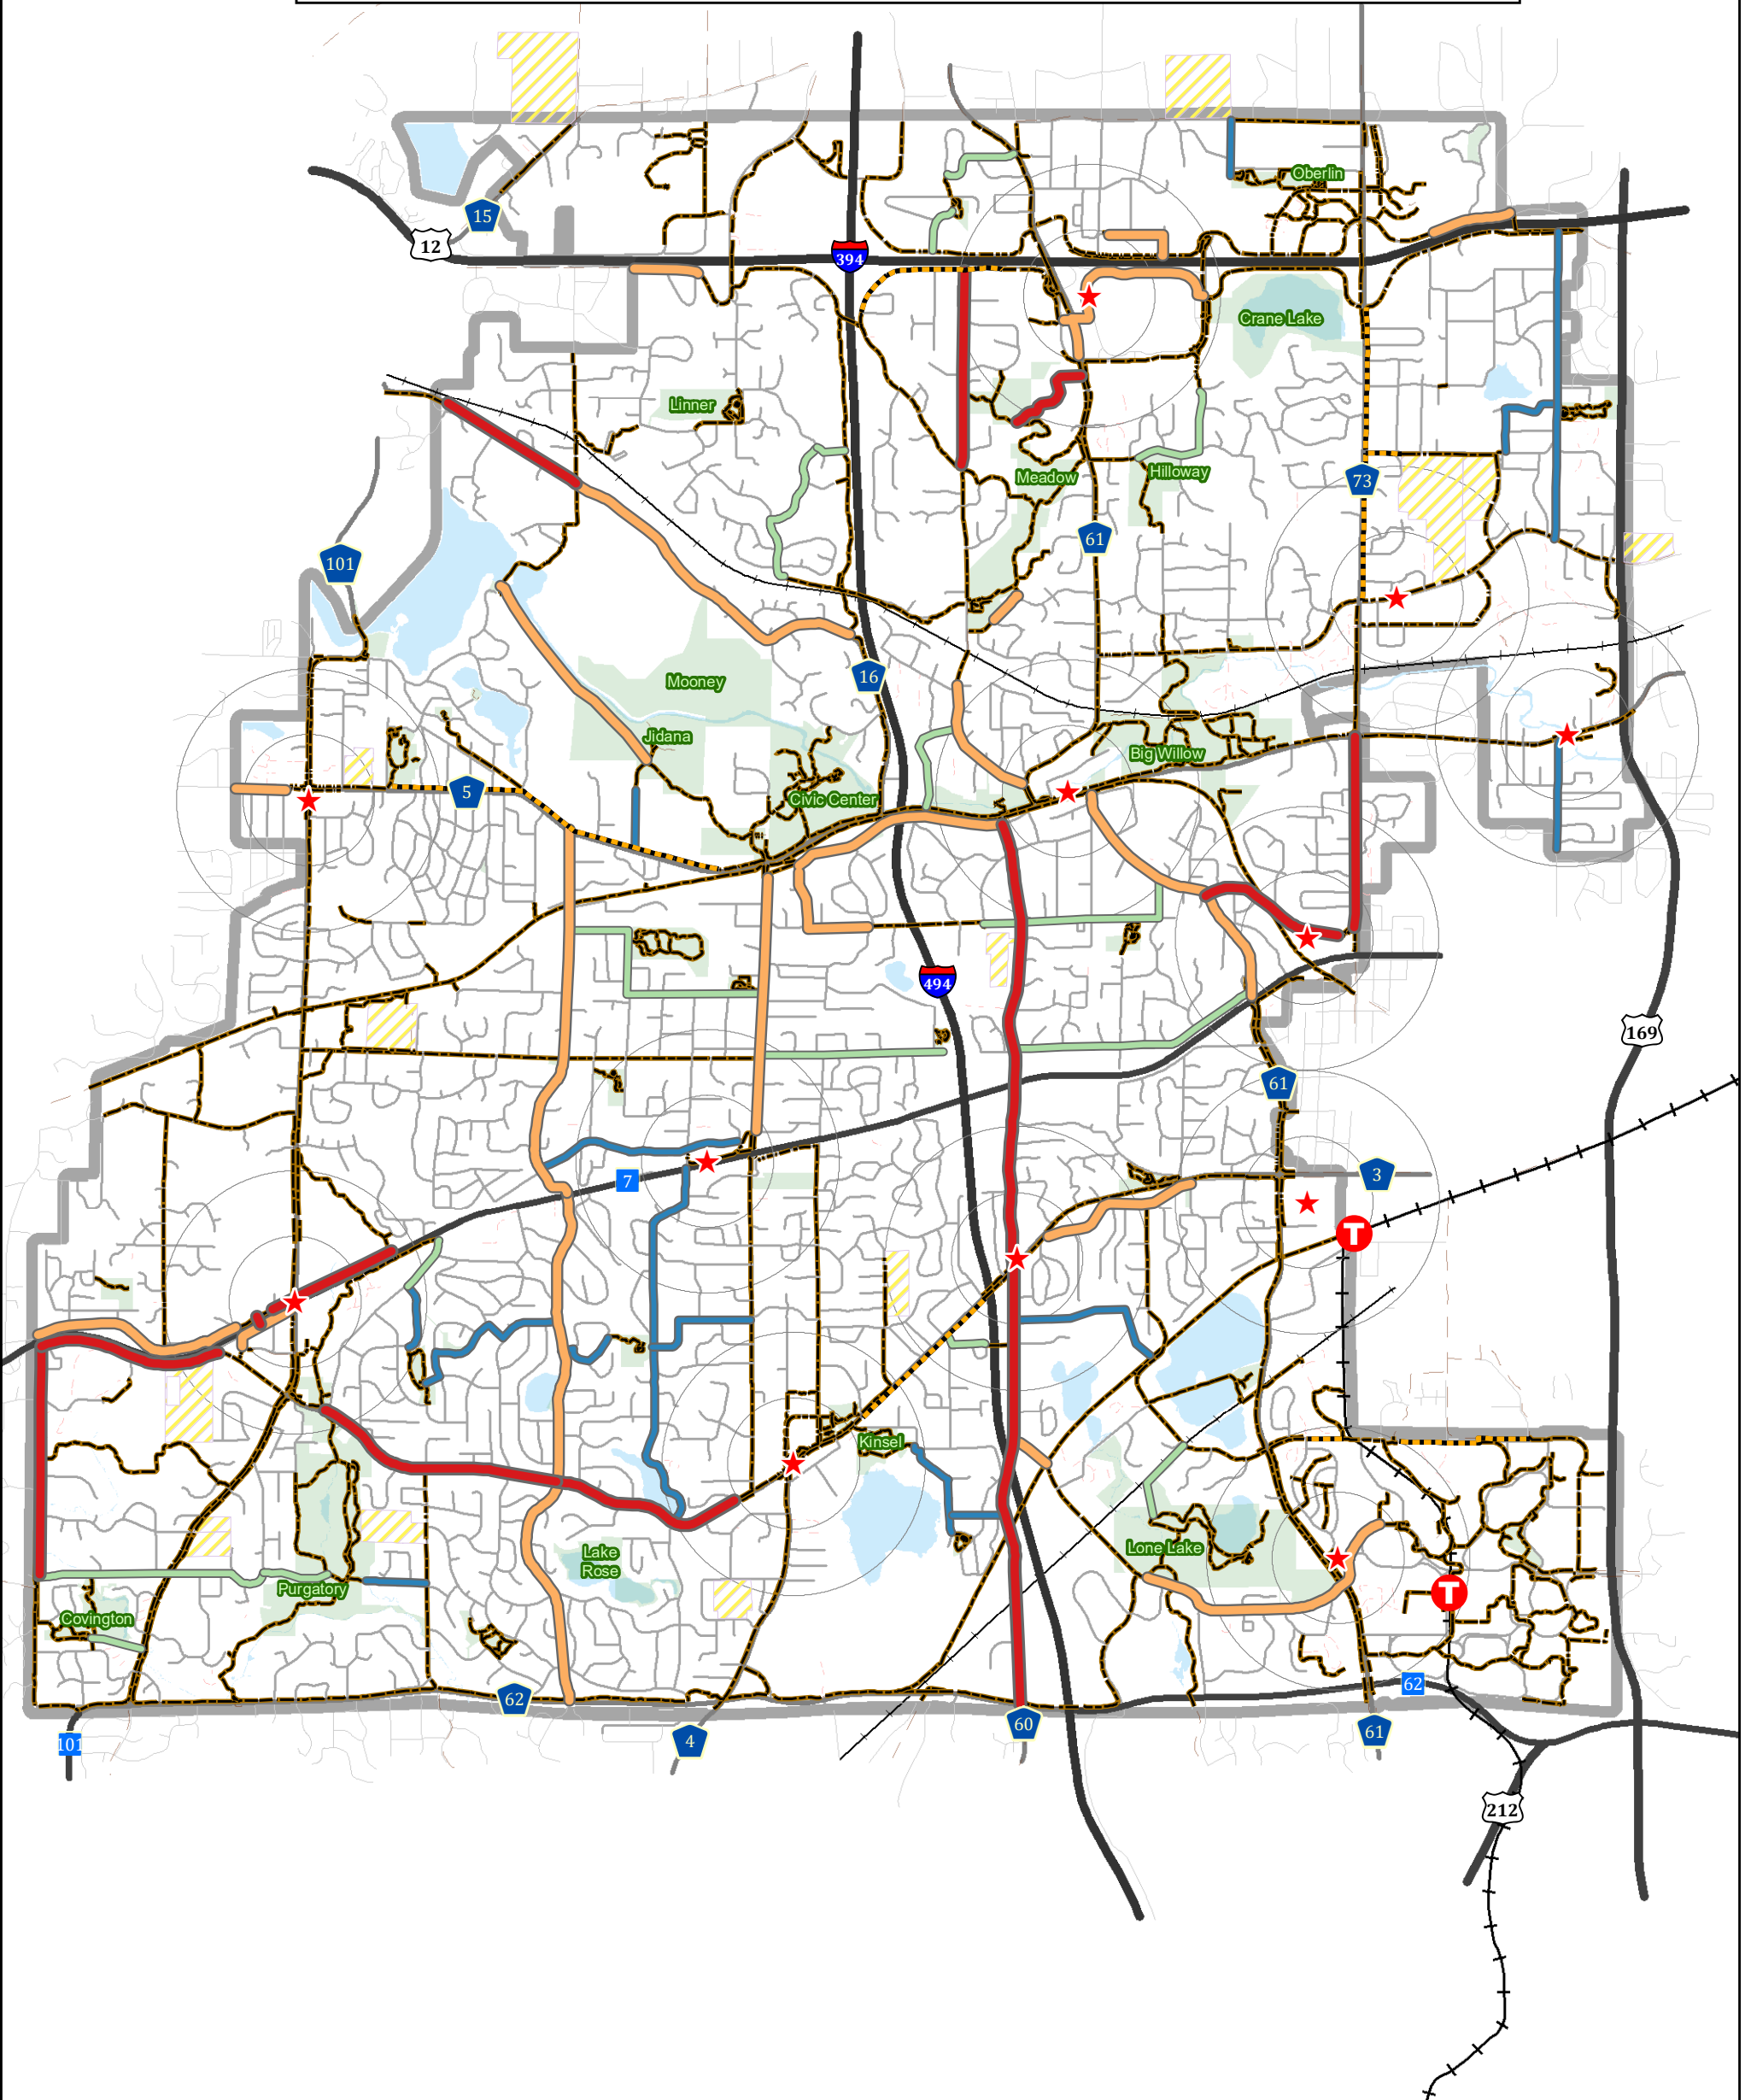 Oberlin
15
12
394
Crane Lake
Linner
Meadow
Hilloway
73
61
101
16
Mooney
Jidana
Big Willow
5
Civic Center
494
169
61
3
7
T
Kinsel
Lone Lake
Lake
Rose
Purgatory
T
Covington
62
62
60
61
101
4
212